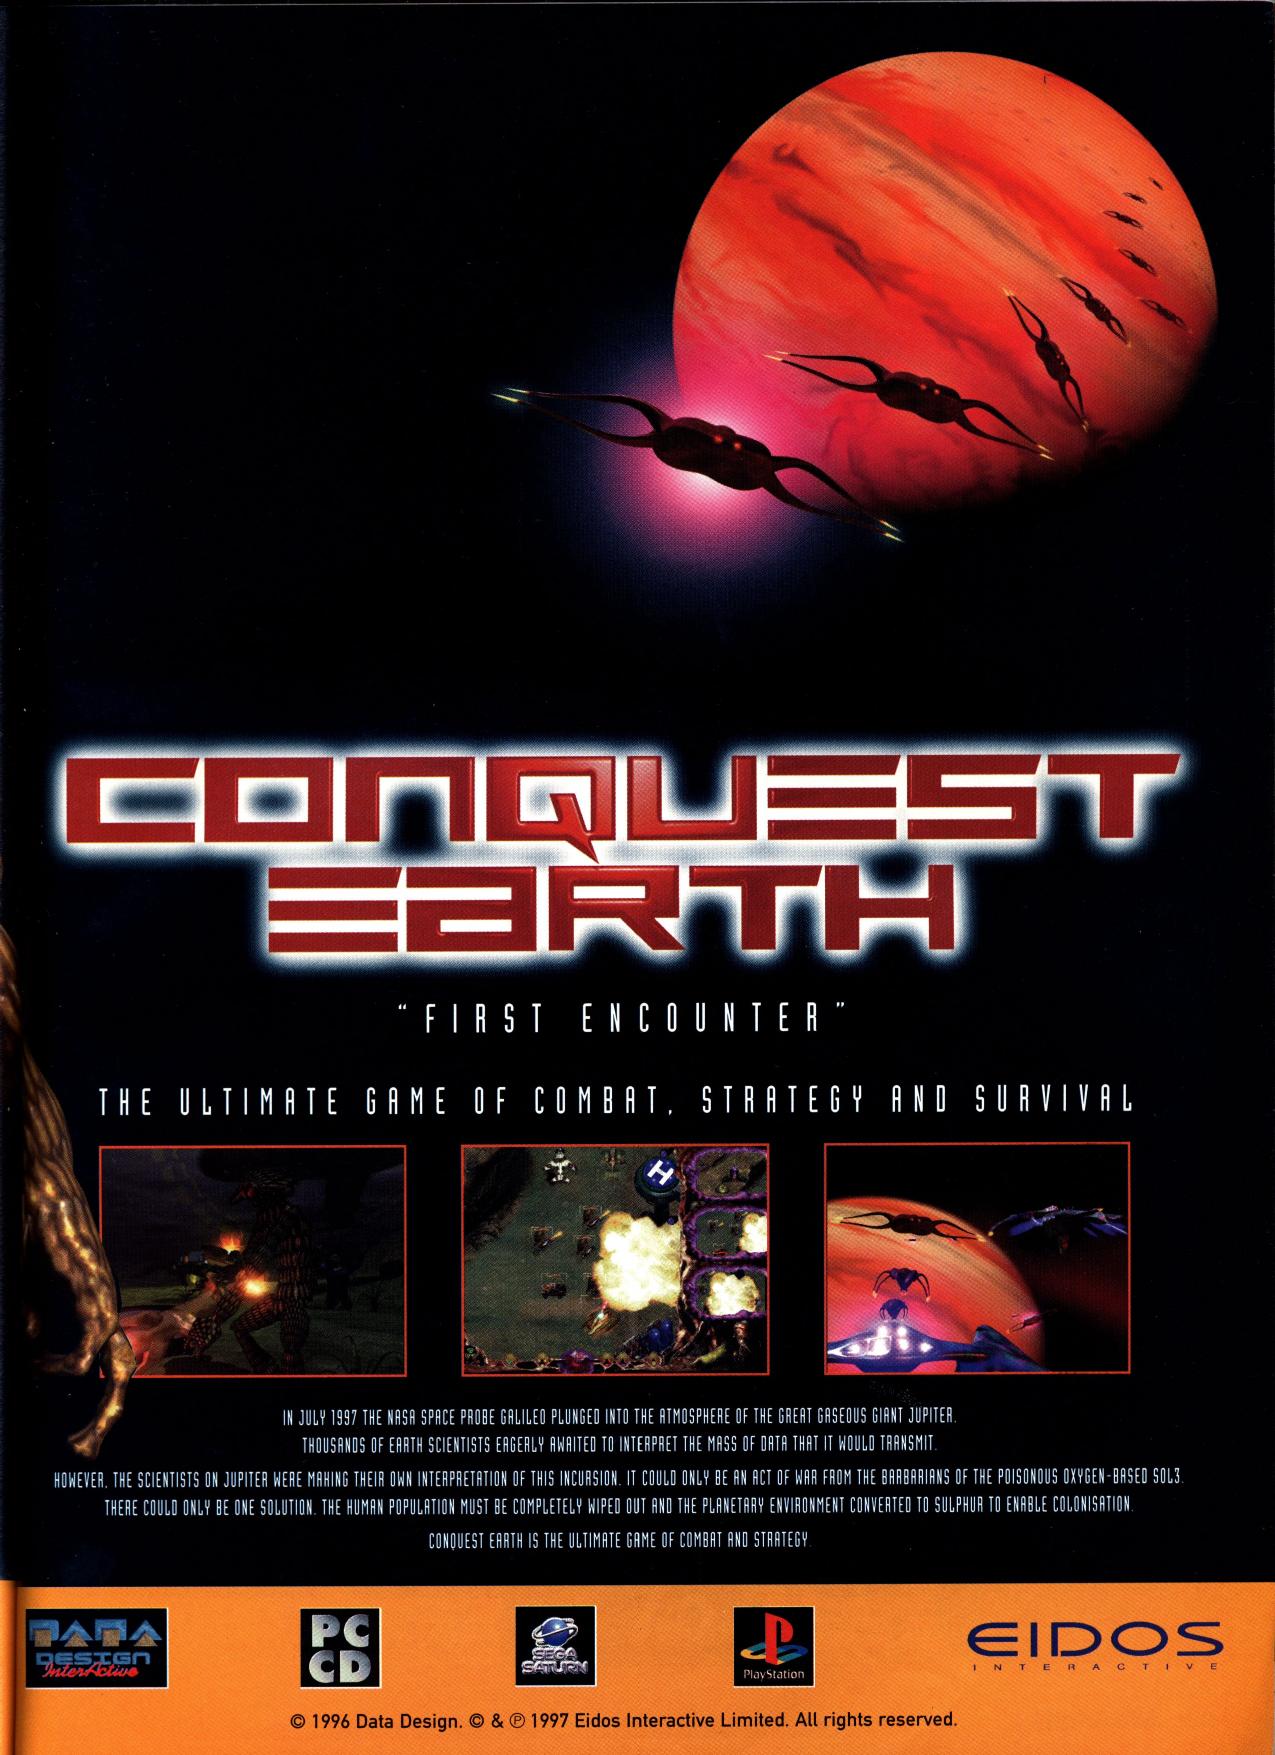 CONQUEST
EARTH
"FIRST ENCOUNTER"
THE ULTIMATE GAME OF COMBAT, STRATEGY AND SURVIVAL
H
IN JULY 1997 THE NASA SPACE PROBE GALILEO PLUNGED INTO THE ATMOSPHERE OF THE GREAT GASEOUS GIANT JUPITER.
THOUSANDS OF EARTH SCIENTISTS EAGERLY AWAITED TO INTERPRET THE MASS OF DATA THAT IT WOULD TRANSMIT.
HOWEVER, THE SCIENTISTS ON JUPITER WERE MAKING THEIR OWN INTERPRETATION OF THIS INCURSION. IT COULD ONLY BE AN ACT OF WAR FROM THE BARBARIANS OF THE POISONOUS OXYGEN-BASED SOL3.
THERE COULD ONLY BE ONE SOLUTION. THE HUMAN POPULATION MUST BE COMPLETELY WIPED OUT AND THE PLANETARY ENVIRONMENT CONVERTED TO SULPHUR TO ENABLE COLONISATION.
CONQUEST EARTH IS THE ULTIMATE GAME OF COMBAT AND STRATEGY.
DATA
DESIGN
InterActive
PC
CD
SEGA
SATURN
PlayStation
EIDOS
INTERACTIVE
© 1996 Data Design. © & ℗ 1997 Eidos Interactive Limited. All rights reserved.